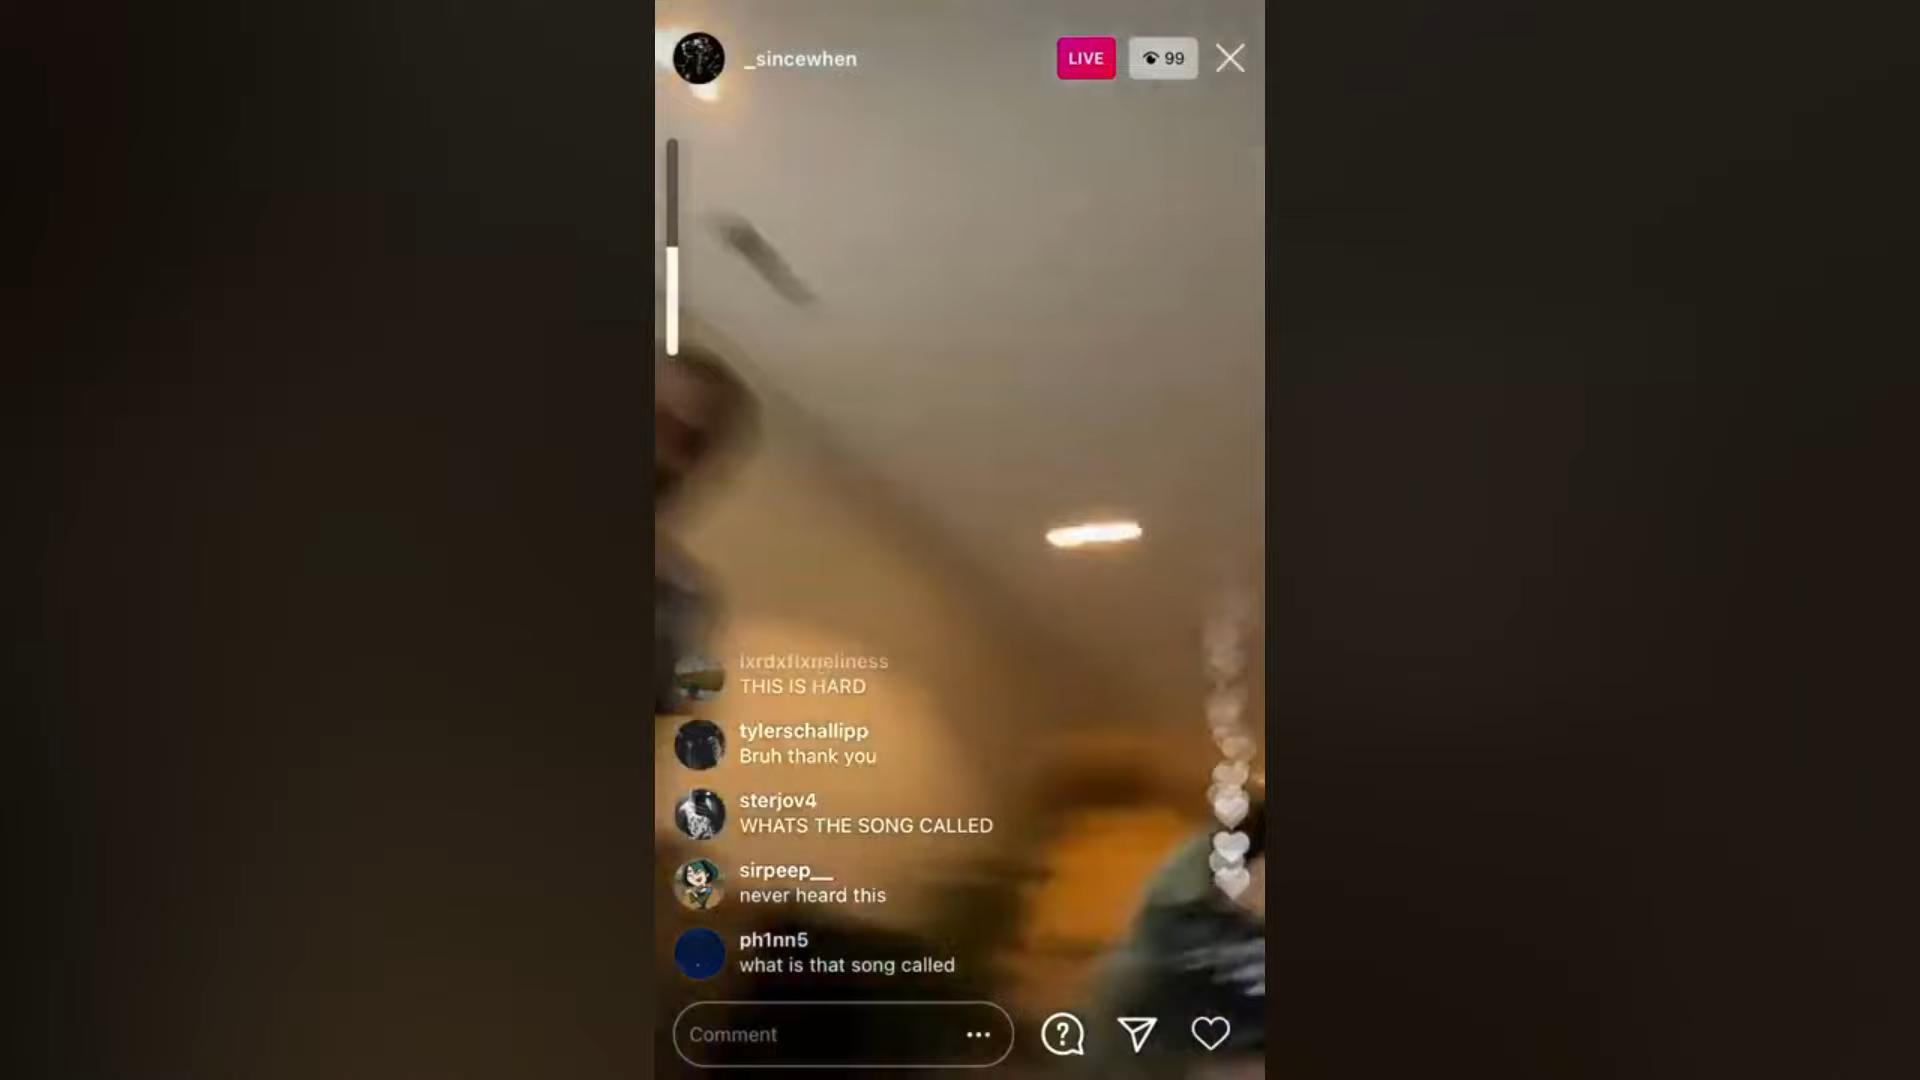 _sincewhen
LIVE
99
lxrdxflxneliness
THIS IS HARD
tylerschallipp
Bruh thank you
sterjov4
WHATS THE SONG CALLED
sirpeep__
never heard this
ph1nn5
what is that song called
Comment